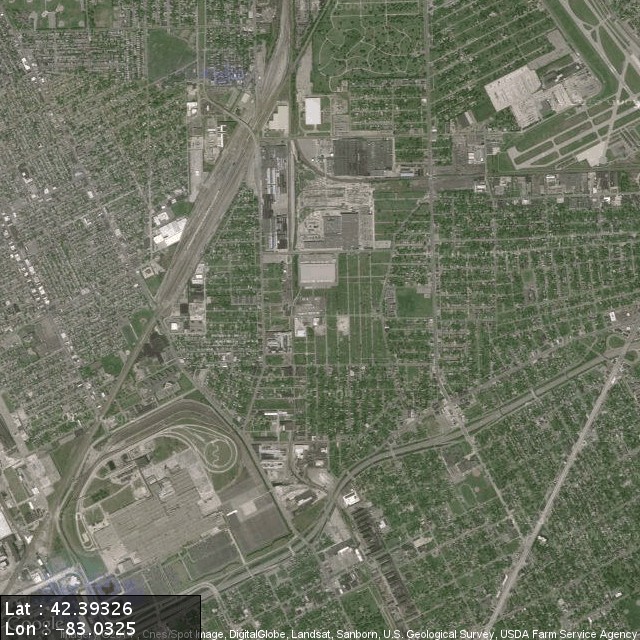 Lat : 42.39326
Lon : -83.0325
Cnes/Spot Image, DigitalGlobe, Landsat, Sanborn, U.S. Geological Survey, USDA Farm Service Agency